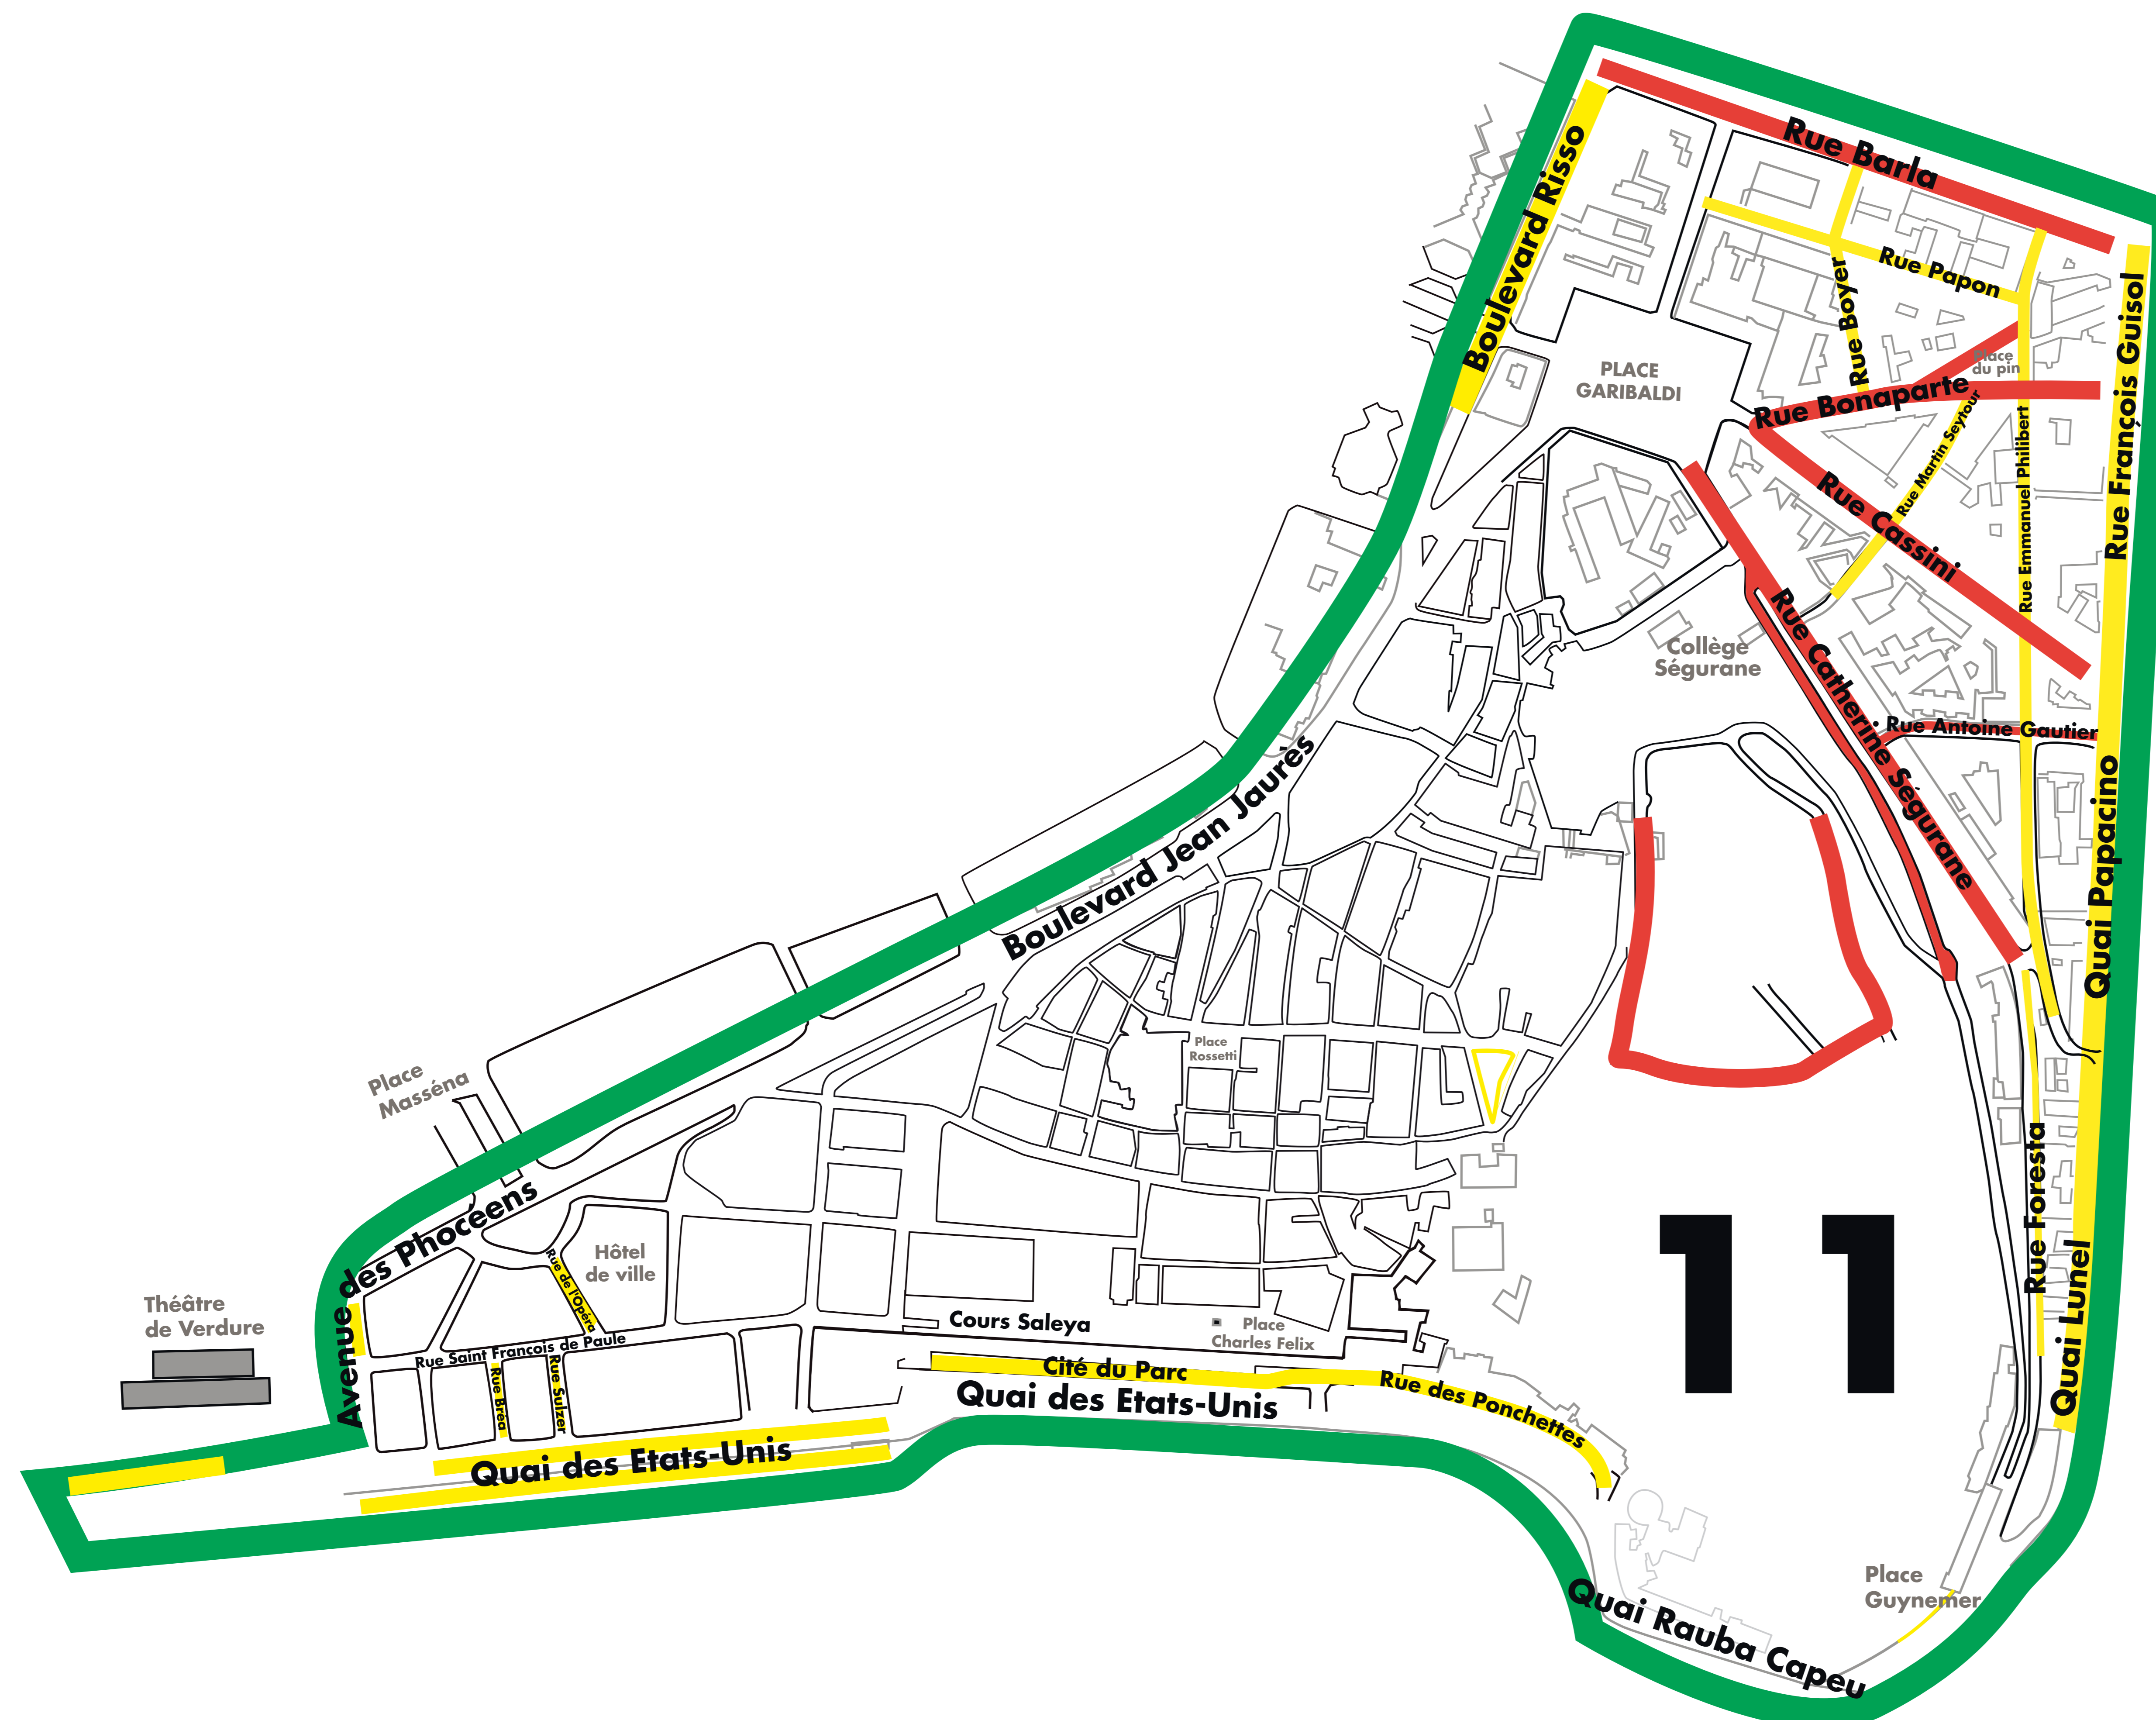 Rue Barla
Boulevard Risso
Rue Papon
Rue Boyer
Rue François Guisol
PLACE
GARIBALDI
Place
du pin
Rue Bonaparte
Rue Martin Seytour
Rue Emmanuel Philibert
Rue Cassini
Collège
Ségurane
Rue Catherine Ségurane
Rue Antoine Gautier
Boulevard Jean Jaurès
Quai Papacino
Place
Rossetti
Place
Masséna
Avenue des Phocéens
Hôtel
de ville
Rue de l'Opéra
Rue Foresta
11
Quai Lunel
Théâtre
de Verdure
Rue Saint François de Paule
Rue Bréa
Rue Sulzer
Cours Saleya
Place
Charles Felix
Cité du Parc
Quai des Etats-Unis
Rue des Ponchettes
Quai des Etats-Unis
Place
Guynemer
Quai Rauba Capeu